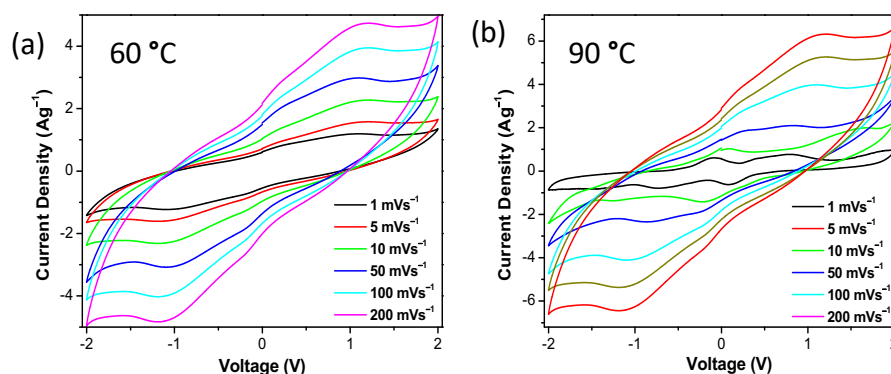 (a)
60 °C
Current Density (Ag⁻¹)
4
2
0
-2
-4
-2
-1
0
1
2
Voltage (V)
1 mVs⁻¹
5 mVs⁻¹
10 mVs⁻¹
50 mVs⁻¹
100 mVs⁻¹
200 mVs⁻¹
(b)
90 °C
Current Density (Ag⁻¹)
6
4
2
0
-2
-4
-6
-2
-1
0
1
Voltage (V)
1 mVs⁻¹
5 mVs⁻¹
10 mVs⁻¹
50 mVs⁻¹
100 mVs⁻¹
200 mVs⁻¹